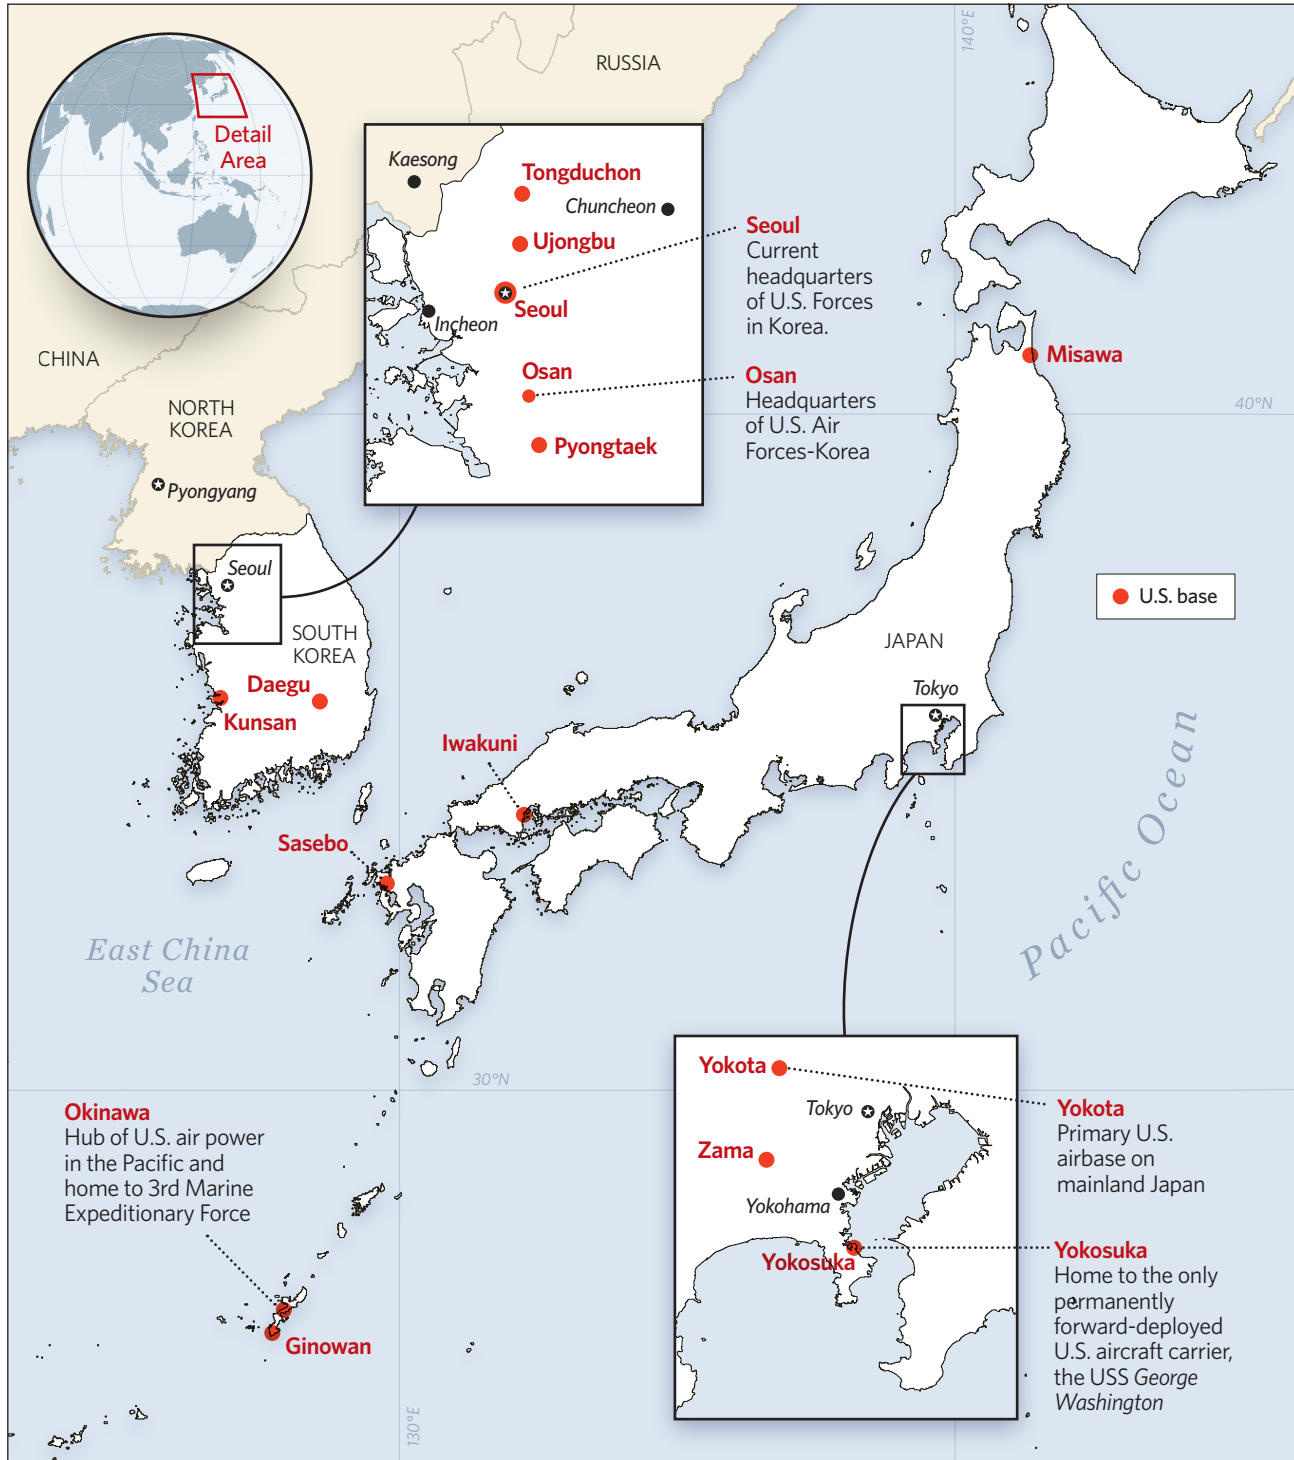 RUSSIA
140°E
Detail
Area
CHINA
NORTH
KOREA
Pyongyang
Kaesong
Tongduchon
Chuncheon
Ujongbu
Seoul
Incheon
Osan
Pyongtaek
Seoul
Current
headquarters
of U.S. Forces
in Korea.
Osan
Headquarters
of U.S. Air
Forces-Korea
Misawa
40°N
Seoul
SOUTH
KOREA
Daegu
Kunsan
U.S. base
JAPAN
Tokyo
Iwakuni
Sasebo
Pacific Ocean
East China
Sea
30°N
Okinawa
Hub of U.S. air power
in the Pacific and
home to 3rd Marine
Expeditionary Force
Ginowan
130°E
Yokota
Tokyo
Zama
Yokohama
Yokosuka
Yokota
Primary U.S.
airbase on
mainland Japan
Yokosuka
Home to the only
permanently
forward-deployed
U.S. aircraft carrier,
the USS George
Washington